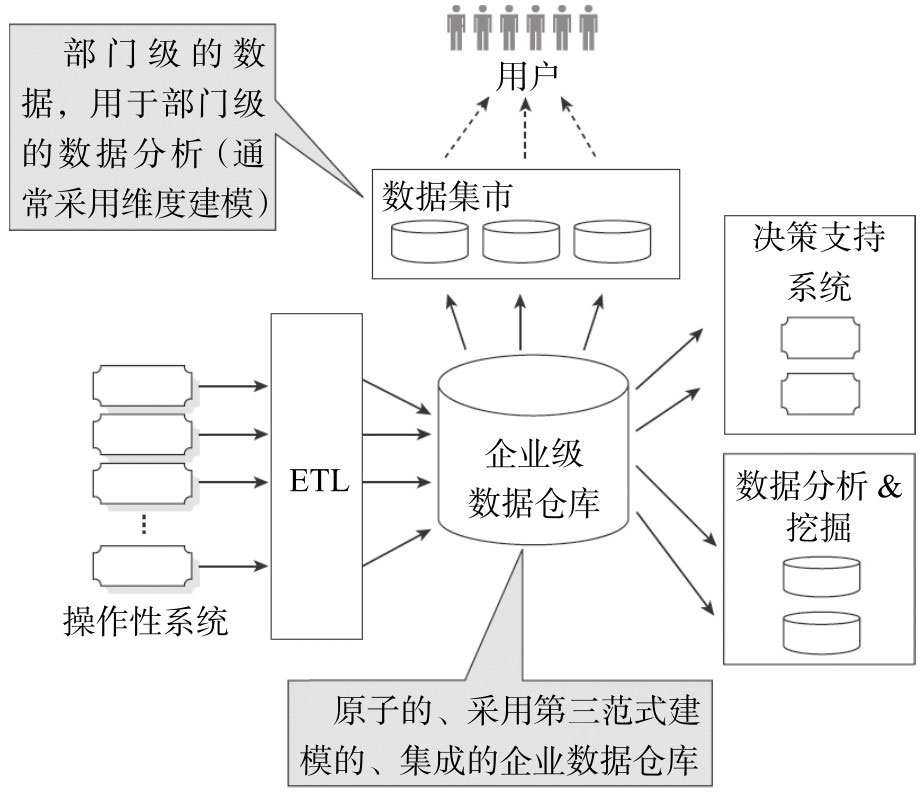 部门级的数
据，用于部门级
的数据分析（通
常采用维度建模）
用户
数据集市
决策支持
系统
ETL
企业级
数据仓库
数据分析 &
挖掘
操作性系统
原子的、采用第三范式建
模的、集成的企业数据仓库